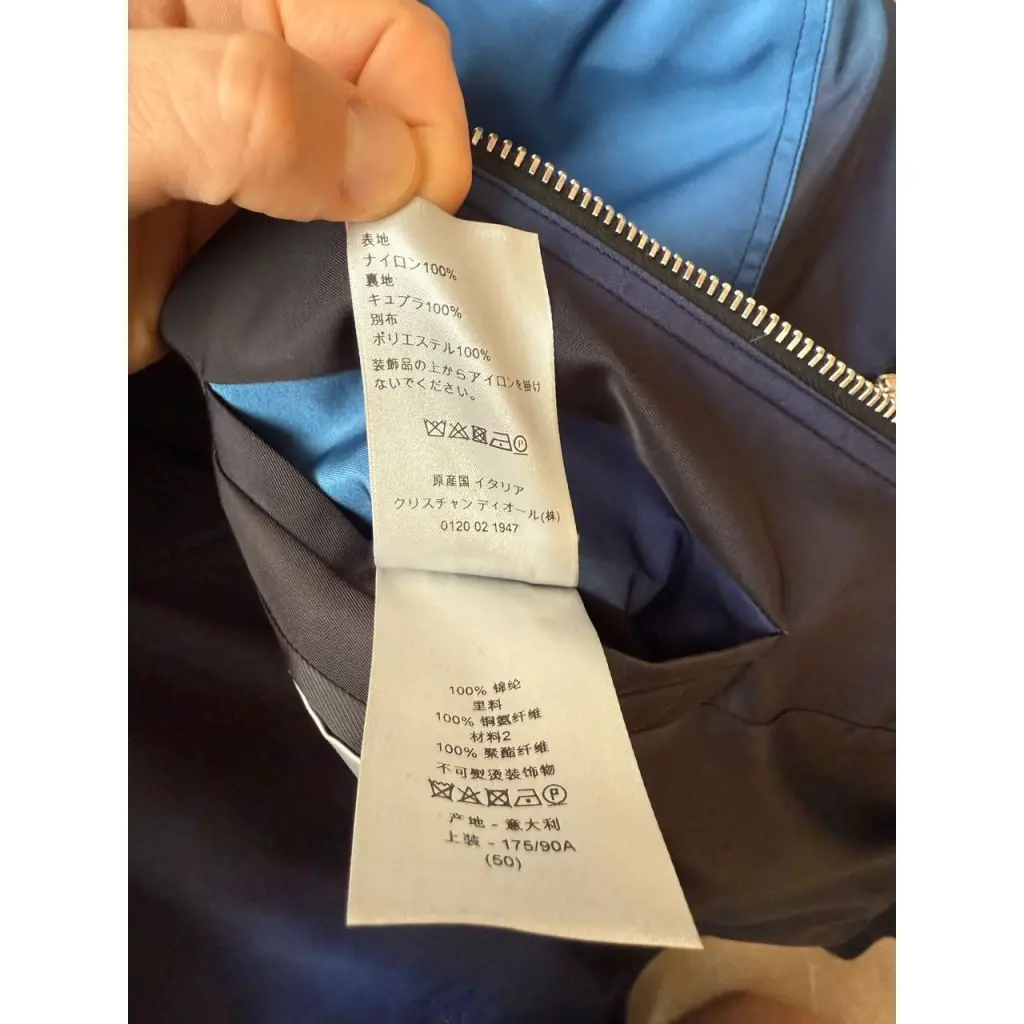 表地
ナイロン100%
裏地
キュプラ100%
別布
ポリエステル100%
装飾品の上からアイロンを掛け
ないでください。
P
原産国 イタリア
クリスチャン ディオール(株)
0120 02 1947
100% 锦纶
里料
100% 铜氨纤维
材料2
100% 聚酯纤维
不可熨烫装饰物
P
产地 - 意大利
上装 - 175/90A
(50)